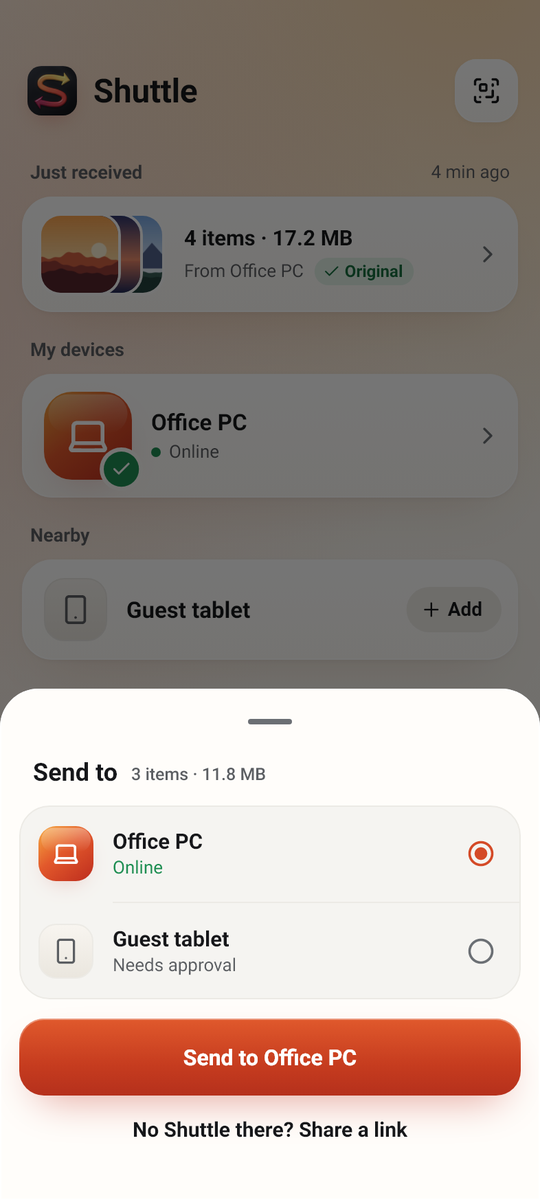 Shuttle
Just received
4 min ago
4 items · 17.2 MB
From Office PC
Original
My devices
Office PC
Online
Nearby
Guest tablet
+ Add
Send to
3 items · 11.8 MB
Office PC
Online
Guest tablet
Needs approval
Send to Office PC
No Shuttle there? Share a link